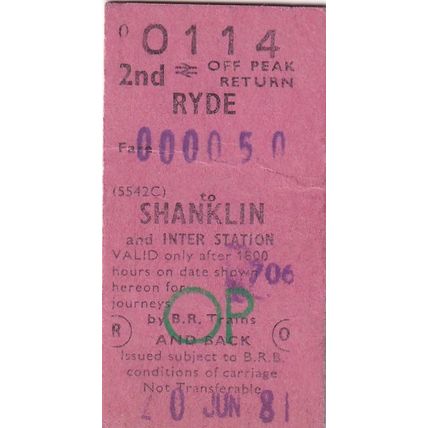 0 0114
2nd OFF PEAK RETURN
RYDE
Fare 000050
(5542C) to
SHANKLIN
and INTER STATION
VALID only after 1600
hours on date shown
hereon for 706
journeys
OP
by B.R. Trains
R AND BACK O
Issued subject to B.R.B.
conditions of carriage
Not Transferable
20 JUN 81